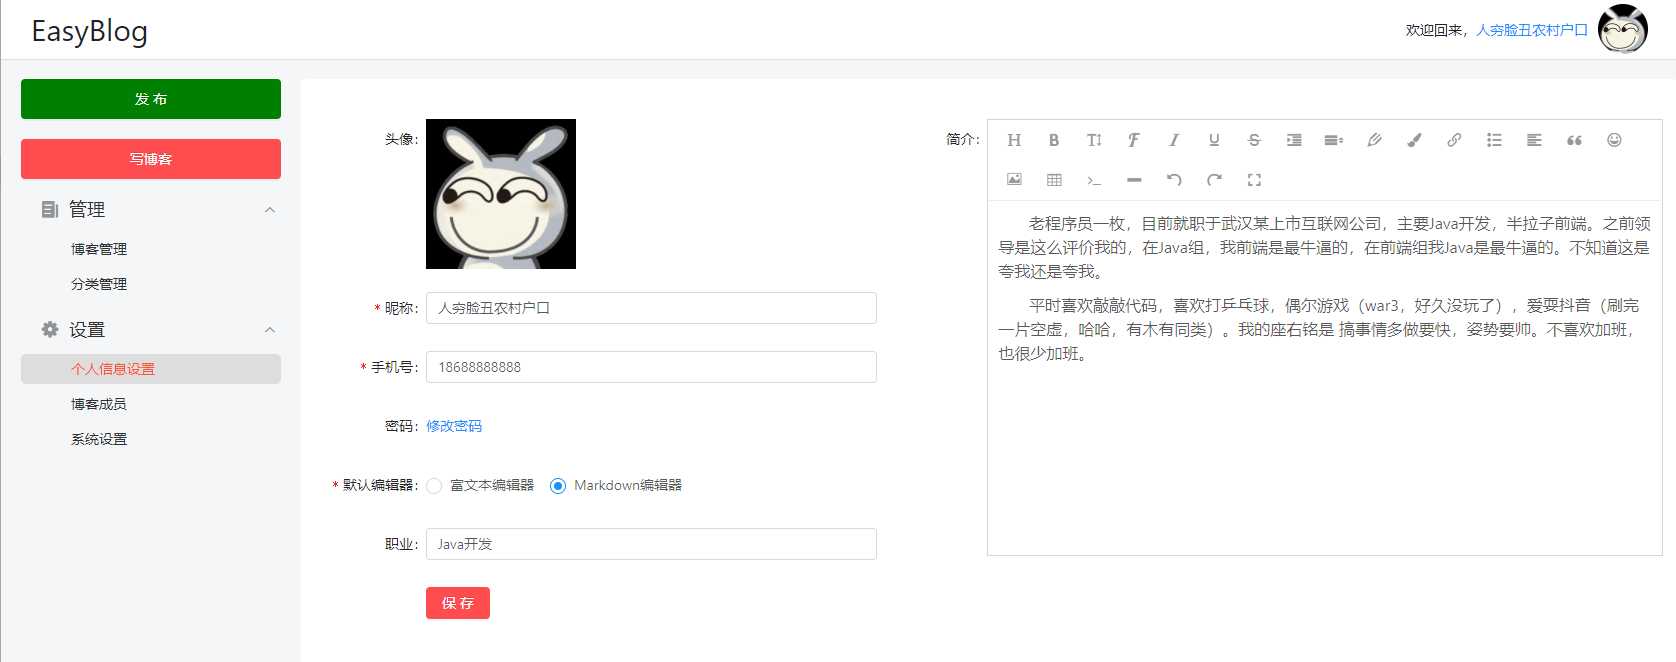 EasyBlog
欢迎回来，人穷脸丑农村户口
发 布
写博客
管理
博客管理
分类管理
设置
个人信息设置
博客成员
系统设置
头像：
* 昵称：人穷脸丑农村户口
* 手机号：18688888888
密码：修改密码
* 默认编辑器：富文本编辑器 Markdown编辑器
职业：Java开发
保 存
简介：
老程序员一枚，目前就职于武汉某上市互联网公司，主要Java开发，半拉子前端。之前领
导是这么评价我的，在Java组，我前端是最牛逼的，在前端组我Java是最牛逼的。不知道这是
夸我还是夸我。
平时喜欢敲敲代码，喜欢打乒乓球，偶尔游戏（war3，好久没玩了），爱耍抖音（刷完
一片空虚，哈哈，有木有同类）。我的座右铭是 搞事情多做要快，姿势要帅。不喜欢加班，
也很少加班。